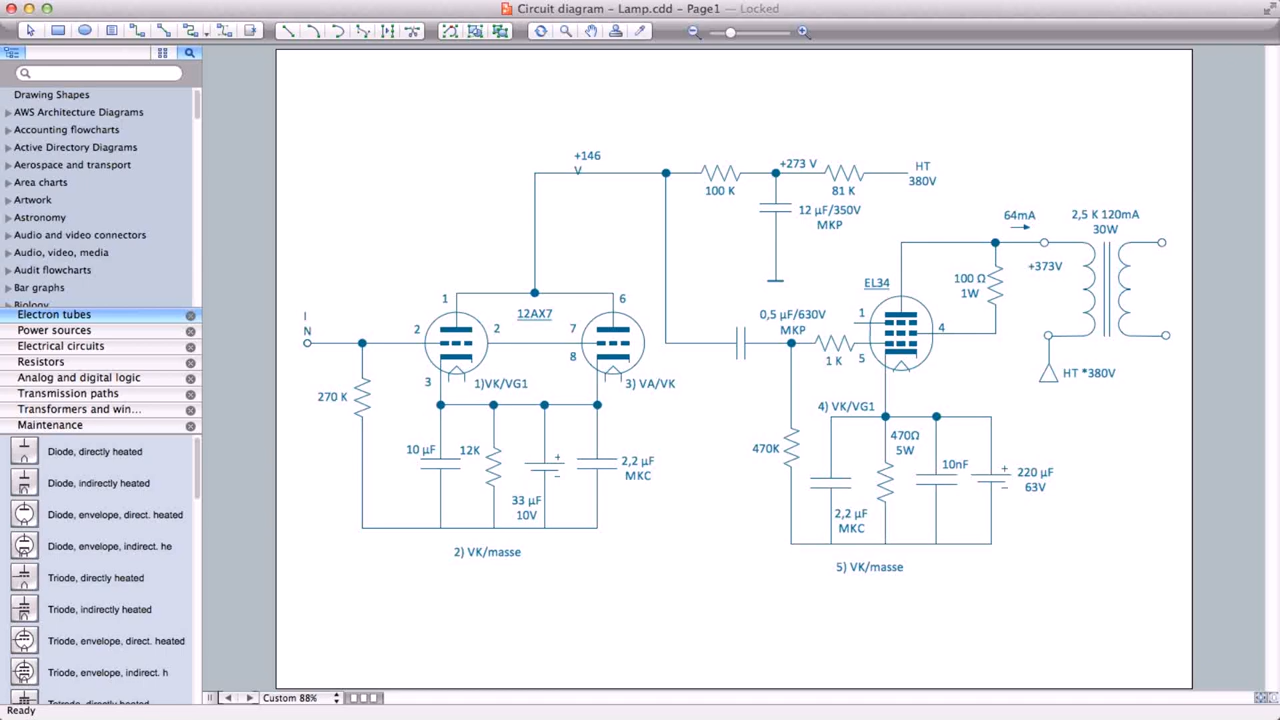 Circuit diagram – Lamp.cdd – Page1 – Locked
Drawing Shapes
AWS Architecture Diagrams
Accounting flowcharts
Active Directory Diagrams
Aerospace and transport
Area charts
Artwork
Astronomy
Audio and video connectors
Audio, video, media
Audit flowcharts
Bar graphs
Biology
Electron tubes
Power sources
Electrical circuits
Resistors
Analog and digital logic
Transmission paths
Transformers and win...
Maintenance
Diode, directly heated
Diode, indirectly heated
Diode, envelope, direct. heated
Diode, envelope, indirect. he
Triode, directly heated
Triode, indirectly heated
Triode, envelope, direct. heated
Triode, envelope, indirect. h
Tetrode, directly heated
+146
V
100 K
+273 V
81 K
HT
380V
12 µF/350V
MKP
64mA
2,5 K 120mA
30W
+373V
100 Ω
1W
EL34
1
4
5
HT *380V
I
N
1
6
12AX7
2
2
7
8
3
1)VK/VG1
3) VA/VK
0,5 µF/630V
MKP
1 K
270 K
10 µF
12K
33 µF
10V
+
–
2,2 µF
MKC
2) VK/masse
4) VK/VG1
470K
470Ω
5W
10nF
+
–
220 µF
63V
2,2 µF
MKC
5) VK/masse
Custom 88%
Ready